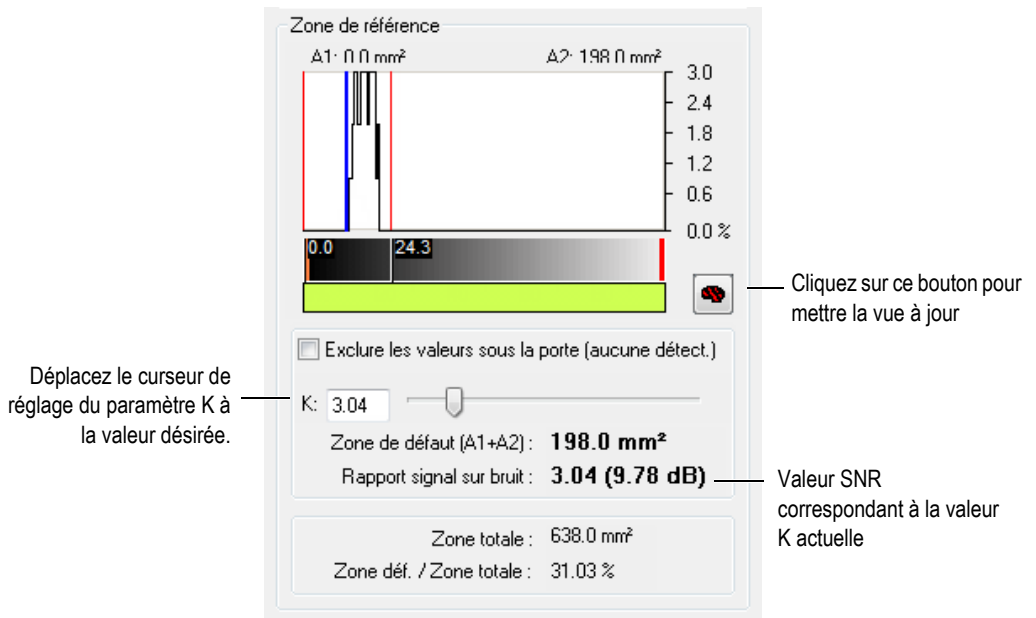 Zone de référence
A1: 0.0 mm² A2: 198.0 mm²
3.0
2.4
1.8
1.2
0.6
0.0 %
0.0 24.3
Cliquez sur ce bouton pour
mettre la vue à jour
Exclure les valeurs sous la porte (aucune détect.)
Déplacez le curseur de
réglage du paramètre K à
la valeur désirée.
K: 3.04
Zone de défaut (A1+A2) : 198.0 mm²
Rapport signal sur bruit : 3.04 (9.78 dB)
Valeur SNR
correspondant à la valeur
K actuelle
Zone totale : 638.0 mm²
Zone déf. / Zone totale : 31.03 %